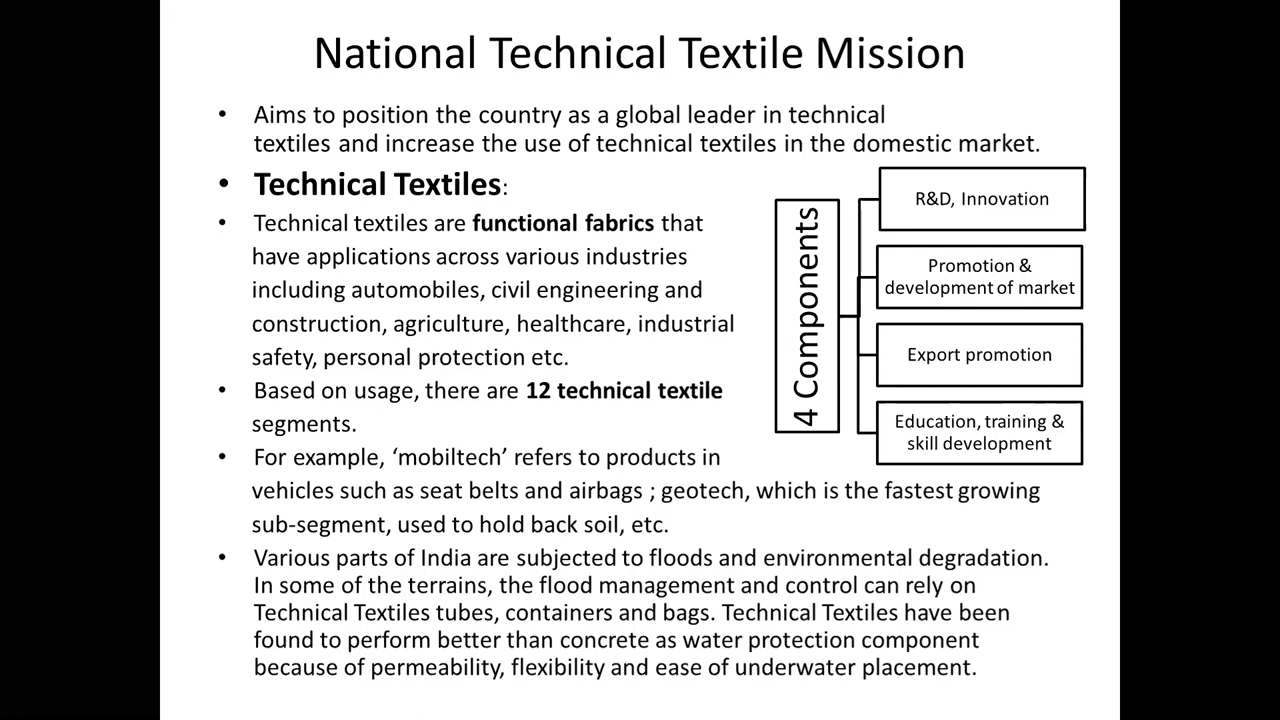 National Technical Textile Mission
• Aims to position the country as a global leader in technical
textiles and increase the use of technical textiles in the domestic market.
• Technical Textiles:
• Technical textiles are functional fabrics that
have applications across various industries
including automobiles, civil engineering and
construction, agriculture, healthcare, industrial
safety, personal protection etc.
• Based on usage, there are 12 technical textile
segments.
• For example, ‘mobiltech’ refers to products in
vehicles such as seat belts and airbags ; geotech, which is the fastest growing
sub-segment, used to hold back soil, etc.
• Various parts of India are subjected to floods and environmental degradation.
In some of the terrains, the flood management and control can rely on
Technical Textiles tubes, containers and bags. Technical Textiles have been
found to perform better than concrete as water protection component
because of permeability, flexibility and ease of underwater placement.
4 Components
R&D, Innovation
Promotion &
development of market
Export promotion
Education, training &
skill development